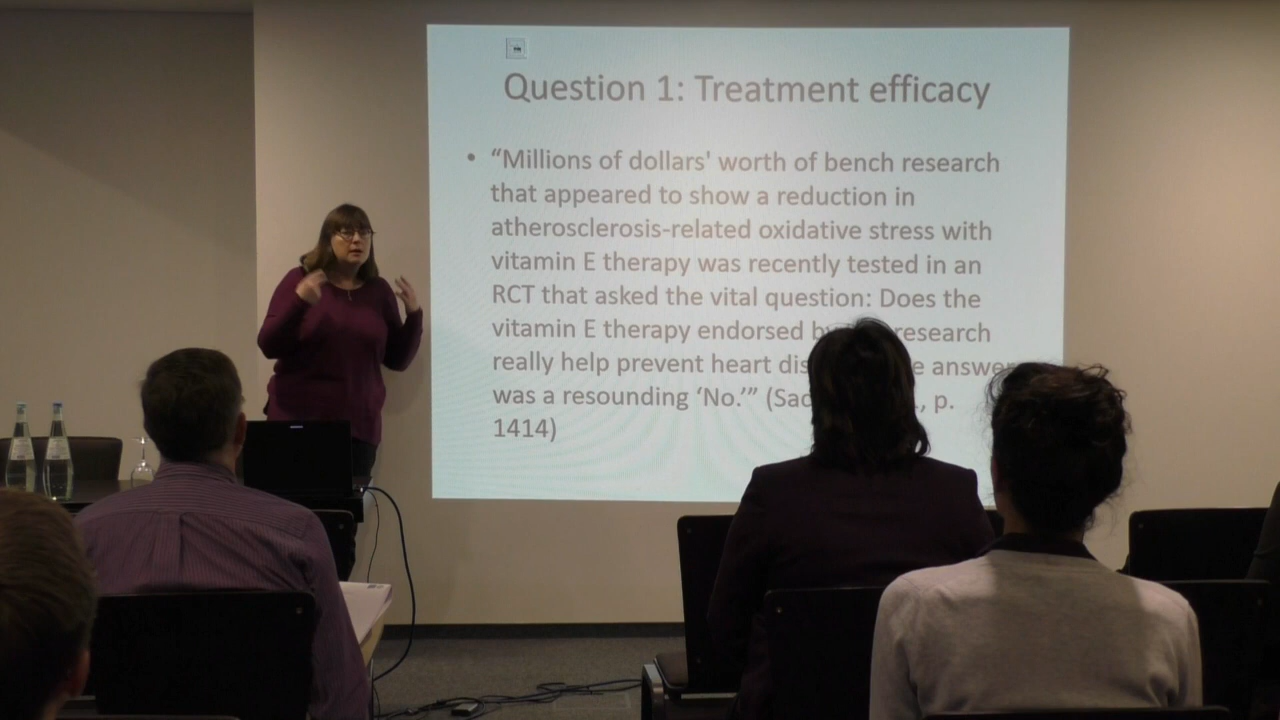 Question 1: Treatment efficacy
• “Millions of dollars' worth of bench research
that appeared to show a reduction in
atherosclerosis-related oxidative stress with
vitamin E therapy was recently tested in an
RCT that asked the vital question: Does the
vitamin E therapy endorsed research
really help prevent heart answer
was a resounding ‘No.’” p.
1414)